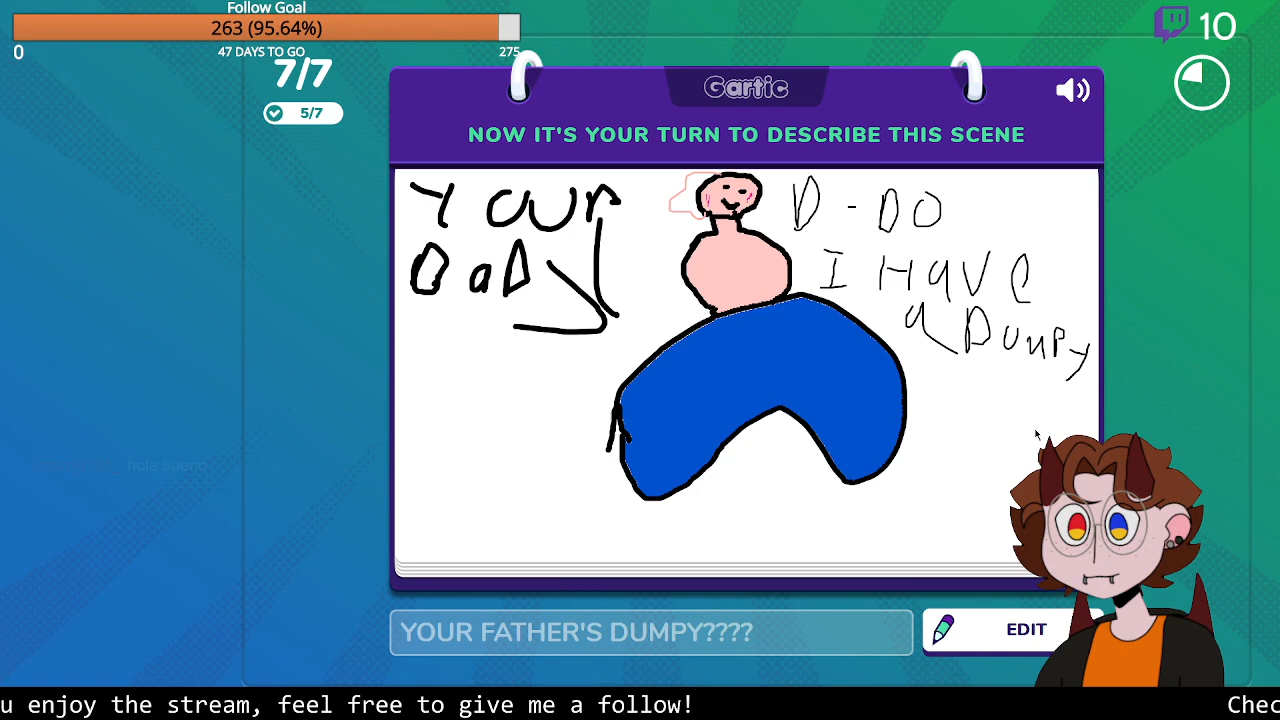 Follow Goal
263 (95.64%)
0
47 DAYS TO GO
275
10
7/7
5/7
Gartic
NOW IT'S YOUR TURN TO DESCRIBE THIS SCENE
Your
DaDy
D-DO
I HAVE
a DUMPY
hola bueno
YOUR FATHER'S DUMPY????
EDIT
u enjoy the stream, feel free to give me a follow!
Chec